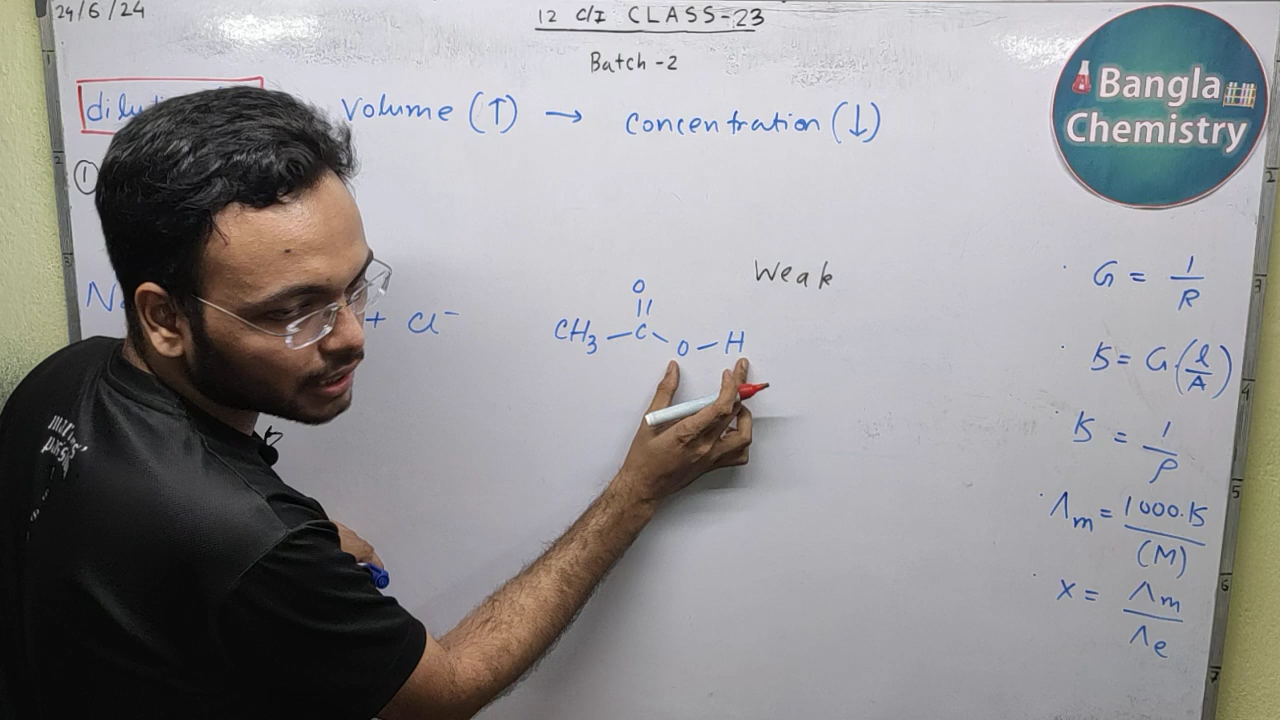 24/6/24
12 C/I CLASS-23
Batch -2
Bangla
Chemistry
Volume (↑) → Concentration (↓)
①
Weak
+ Cl⁻
O
||
CH₃ — C — O — H
G = 1/R
K = G.(l/A)
K = 1/ρ
Λm = 1000.K/(M)
x = Λm/Λe